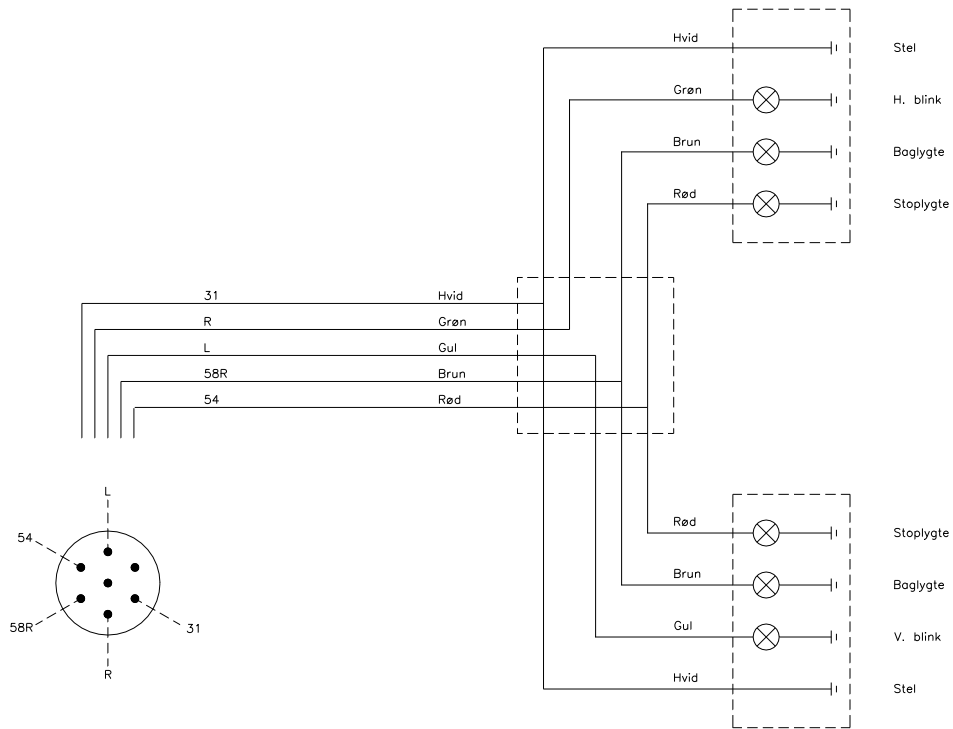 Hvid Stel
Grøn H. blink
Brun Baglygte
Rød Stoplygte
31 Hvid
R Grøn
L Gul
58R Brun
54 Rød
L
54
58R
31
R
Rød Stoplygte
Brun Baglygte
Gul V. blink
Hvid Stel